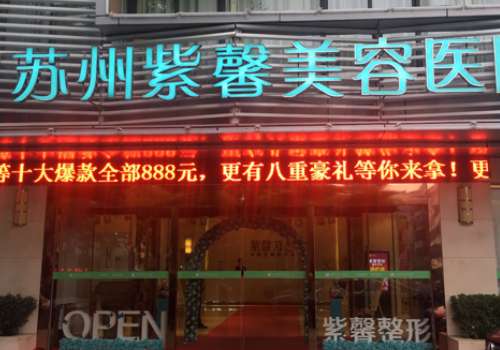 苏州紫馨美容医
等十大爆款全部888元，更有八重豪礼等你来拿！更
OPEN
紫馨整形